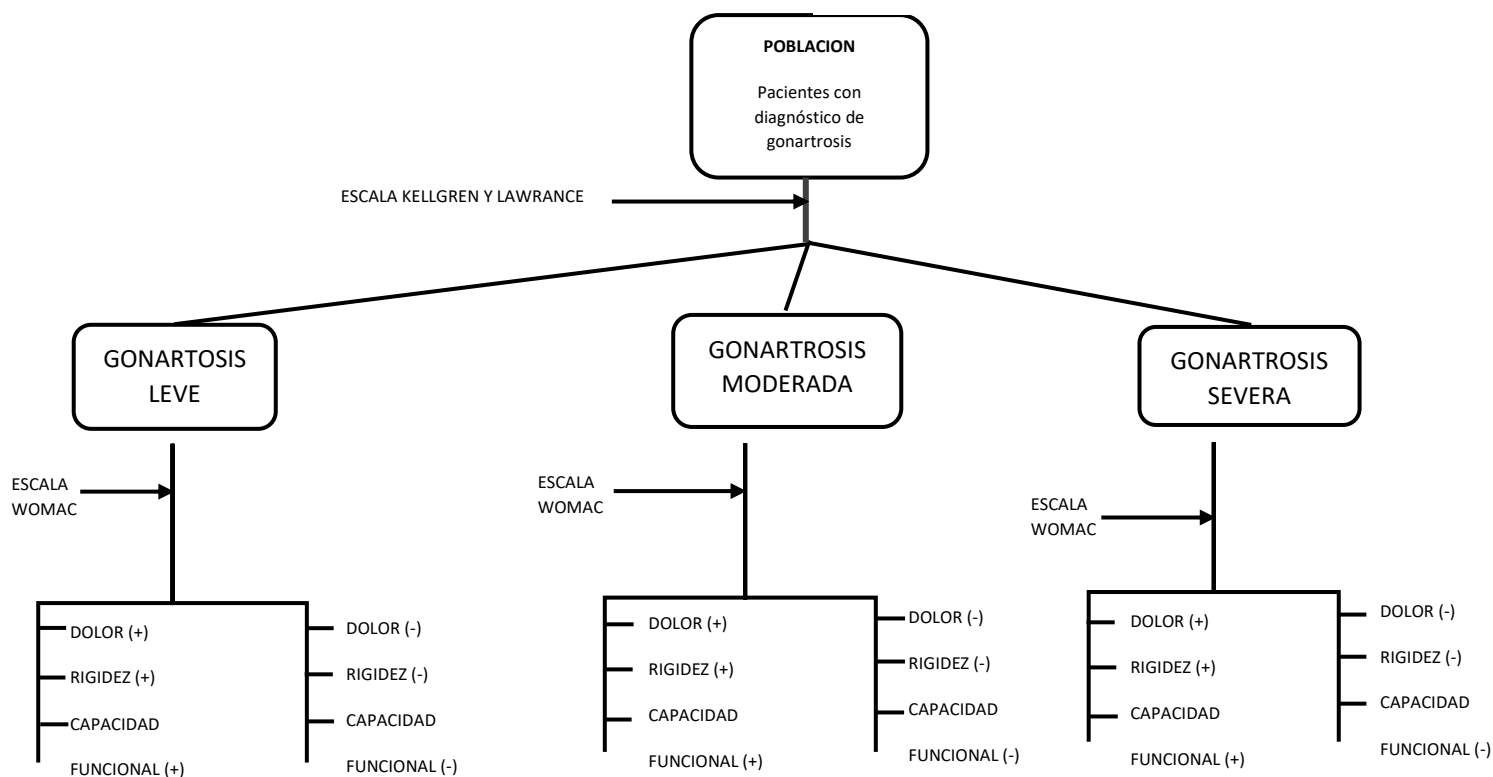 POBLACION
Pacientes con
diagnóstico de
gonartrosis
ESCALA KELLGREN Y LAWRANCE
GONARTOSIS
LEVE
GONARTROSIS
MODERADA
GONARTROSIS
SEVERA
ESCALA
WOMAC
ESCALA
WOMAC
ESCALA
WOMAC
DOLOR (+)
RIGIDEZ (+)
CAPACIDAD
FUNCIONAL (+)
DOLOR (-)
RIGIDEZ (-)
CAPACIDAD
FUNCIONAL (-)
DOLOR (+)
RIGIDEZ (+)
CAPACIDAD
FUNCIONAL (+)
DOLOR (-)
RIGIDEZ (-)
CAPACIDAD
FUNCIONAL (-)
DOLOR (+)
RIGIDEZ (+)
CAPACIDAD
FUNCIONAL (+)
DOLOR (-)
RIGIDEZ (-)
CAPACIDAD
FUNCIONAL (-)